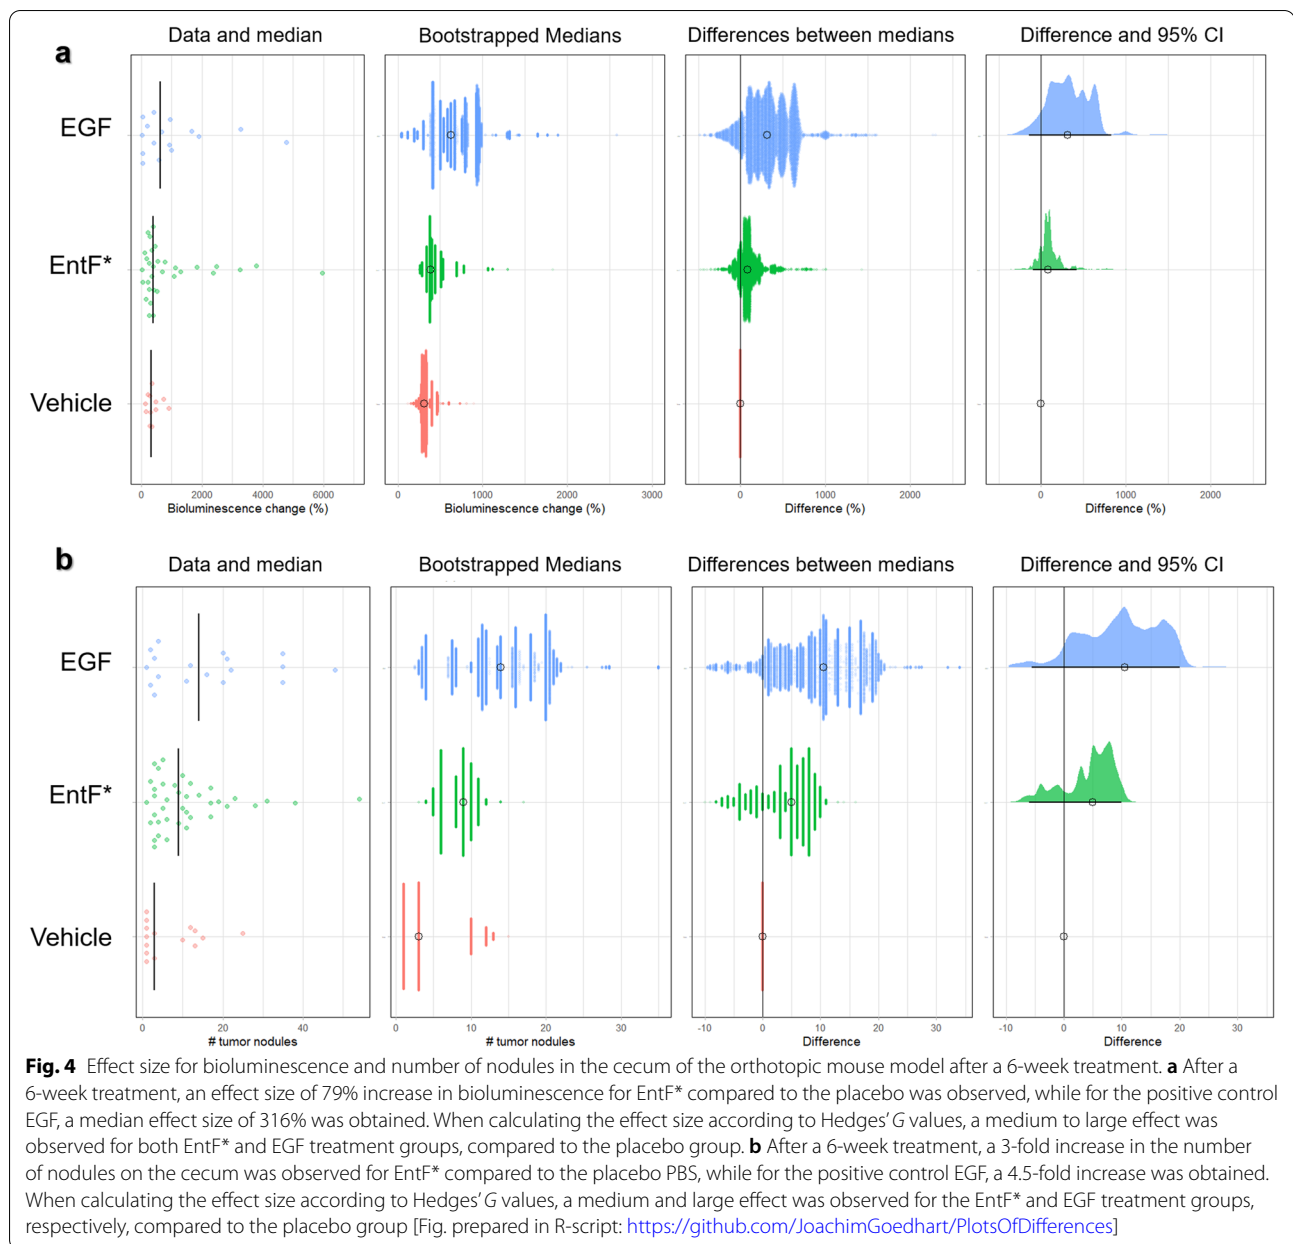 a
Data and median
Bootstrapped Medians
Differences between medians
Difference and 95% CI
EGF
EntF*
Vehicle
0 2000 4000 6000
0 1000 2000 3000
0 1000 2000
0 1000 2000
Bioluminescence change (%)
Bioluminescence change (%)
Difference (%)
Difference (%)
b
Data and median
Bootstrapped Medians
Differences between medians
Difference and 95% CI
EGF
EntF*
Vehicle
0 20 40
0 10 20 30
-10 0 10 20 30
-10 0 10 20 30
# tumor nodules
# tumor nodules
Difference
Difference
Fig. 4 Effect size for bioluminescence and number of nodules in the cecum of the orthotopic mouse model after a 6-week treatment. a After a
6-week treatment, an effect size of 79% increase in bioluminescence for EntF* compared to the placebo was observed, while for the positive control
EGF, a median effect size of 316% was obtained. When calculating the effect size according to Hedges' G values, a medium to large effect was
observed for both EntF* and EGF treatment groups, compared to the placebo group. b After a 6-week treatment, a 3-fold increase in the number
of nodules on the cecum was observed for EntF* compared to the placebo PBS, while for the positive control EGF, a 4.5-fold increase was obtained.
When calculating the effect size according to Hedges' G values, a medium and large effect was observed for the EntF* and EGF treatment groups,
respectively, compared to the placebo group [Fig. prepared in R-script: https://github.com/JoachimGoedhart/PlotsOfDifferences]